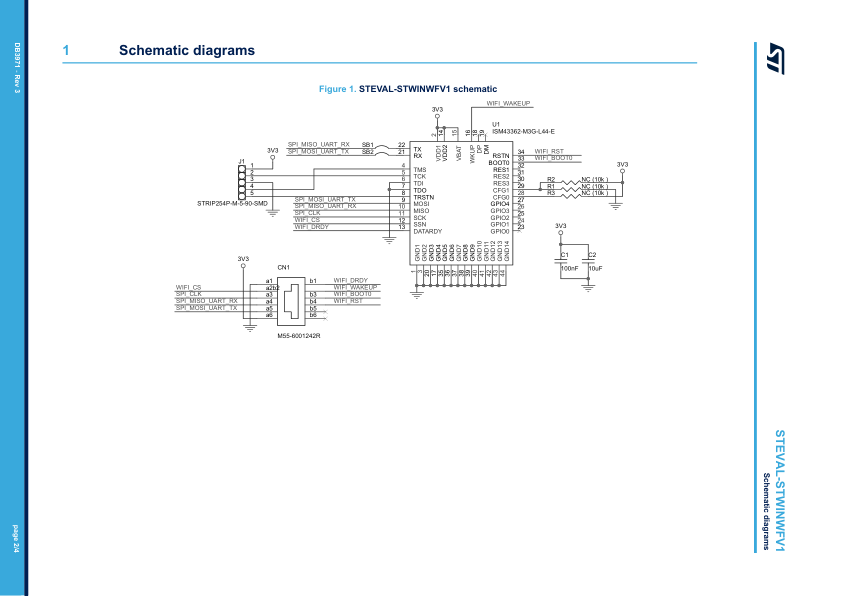 1 Schematic diagrams
Figure 1. STEVAL-STWINWFV1 schematic
WIFI_WAKEUP
3V3
U1
ISM43362-M3G-L44-E
2
14
15
16
18
19
VDD1
VDD2
VBAT
WKUP
DP
DM
SPI_MISO_UART_RX SB1 22 TX
SPI_MOSI_UART_TX SB2 21 RX
RSTN 34 WIFI_RST
BOOT0 33 WIFI_BOOT0
RES1 32
RES2 31
RES3 30
CFG1 29
CFG0 28
GPIO4 27
GPIO3 26
GPIO2 25
GPIO1 24
GPIO0 23
3V3
R2 NC (10k )
R1 NC (10k )
R3 NC (10k )
3V3
J1
1
2
3
4
5
STRIP254P-M-5-90-SMD
4 TMS
5 TCK
6 TDI
7 TDO
8 TRSTN
SPI_MOSI_UART_TX 9 MOSI
SPI_MISO_UART_RX 10 MISO
SPI_CLK 11 SCK
WIFI_CS 12 SSN
WIFI_DRDY 13 DATARDY
GND1
GND2
GND3
GND4
GND5
GND6
GND7
GND8
GND9
GND10
GND11
GND12
GND13
GND14
1
3
20
17
35
36
37
38
39
40
41
42
43
44
3V3
C1
100nF
C2
10uF
3V3
CN1
a1 b1 WIFI_DRDY
WIFI_CS a2b2 WIFI_WAKEUP
SPI_CLK a3 b3 WIFI_BOOT0
SPI_MISO_UART_RX a4 b4 WIFI_RST
SPI_MOSI_UART_TX a5 b5
a6 b6
M55-6001242R
DB3971 - Rev 3
page 2/4
ST
STEVAL-STWINWFV1
Schematic diagrams